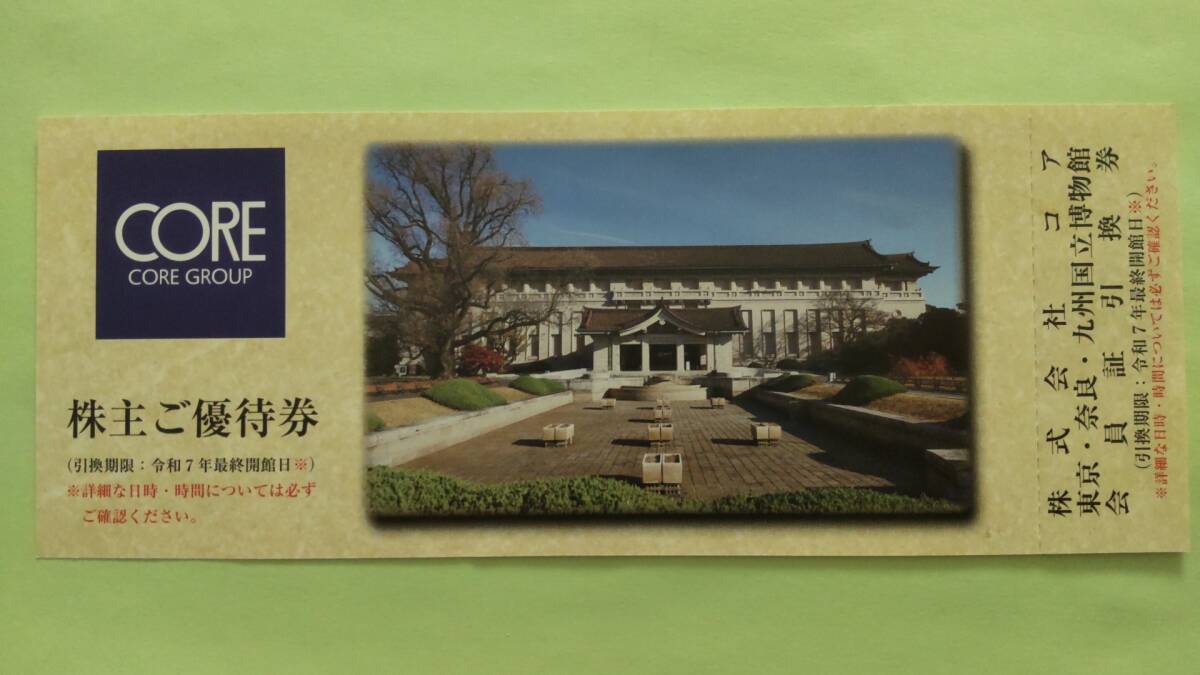 CORE
CORE GROUP
株主ご優待券
（引換期限：令和7年最終開館日※）
※詳細な日時・時間については必ず
ご確認ください。
株式会社コア
東京・奈良・九州国立博物館
会員証引換券
（引換期限：令和7年最終開館日※）
※詳細な日時・時間については必ずご確認ください。